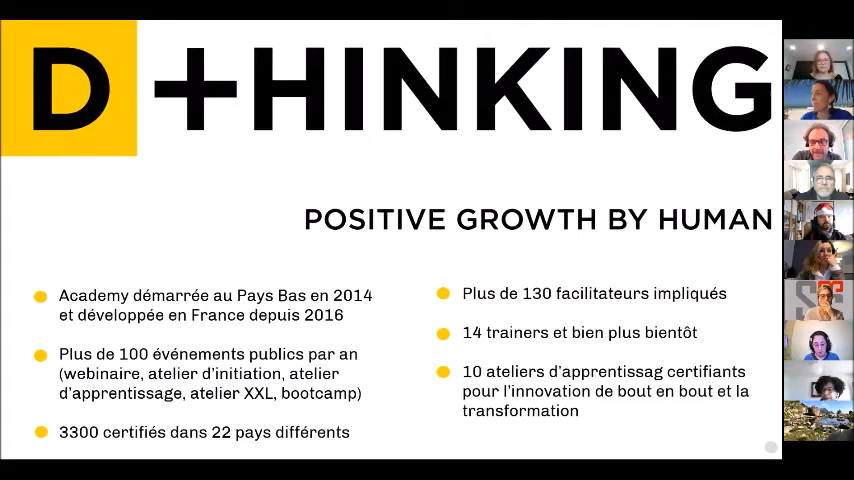 D +HINKING
POSITIVE GROWTH BY HUMAN
Academy démarrée au Pays Bas en 2014
et développée en France depuis 2016
Plus de 100 événements publics par an
(webinaire, atelier d'initiation, atelier
d'apprentissage, atelier XXL, bootcamp)
3300 certifiés dans 22 pays différents
Plus de 130 facilitateurs impliqués
14 trainers et bien plus bientôt
10 ateliers d'apprentissag certifiants
pour l'innovation de bout en bout et la
transformation